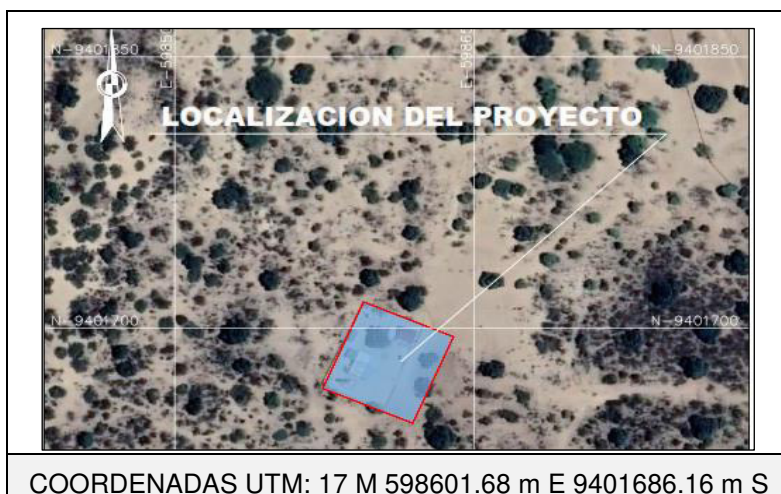 N-9401850
N-9401850
LOCALIZACION DEL PROYECTO
N-9401700
N-9401700
COORDENADAS UTM: 17 M 598601.68 m E 9401686.16 m S